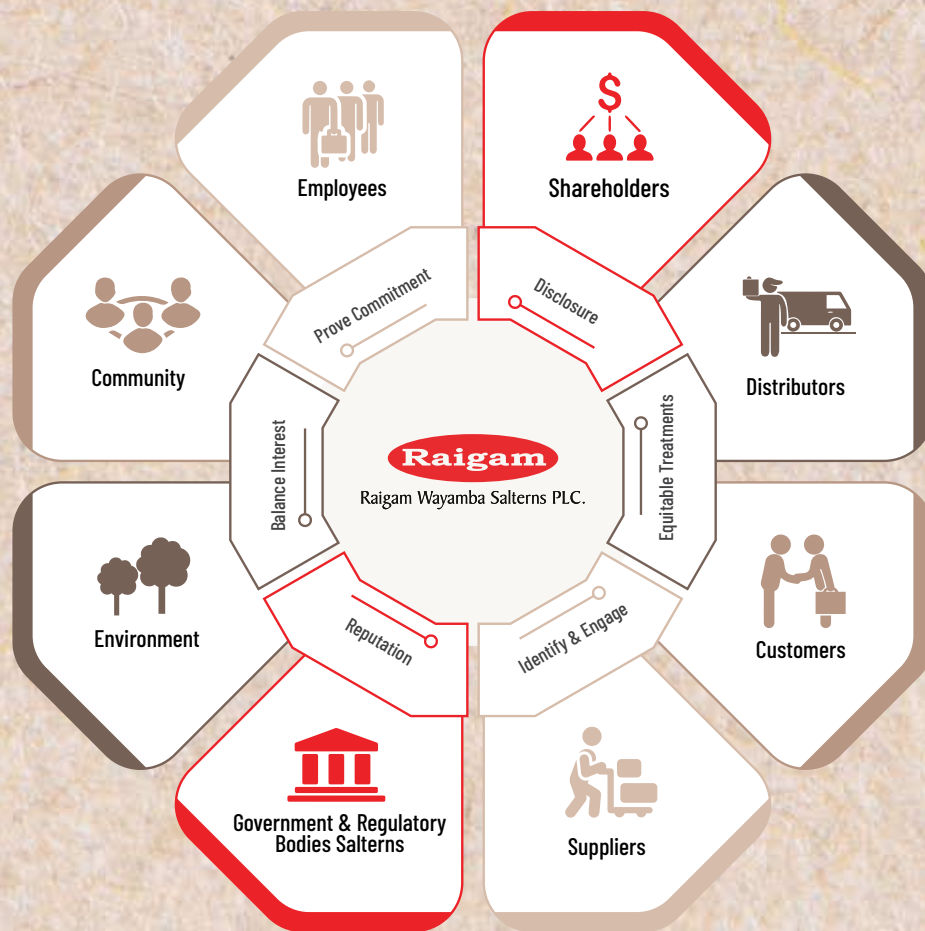 Employees
Shareholders
Prove Commitment
Disclosure
Community
Distributors
Balance Interest
Equitable Treatments
Raigam
Raigam Wayamba Salterns PLC.
Environment
Customers
Reputation
Identify & Engage
Government & Regulatory
Bodies Salterns
Suppliers